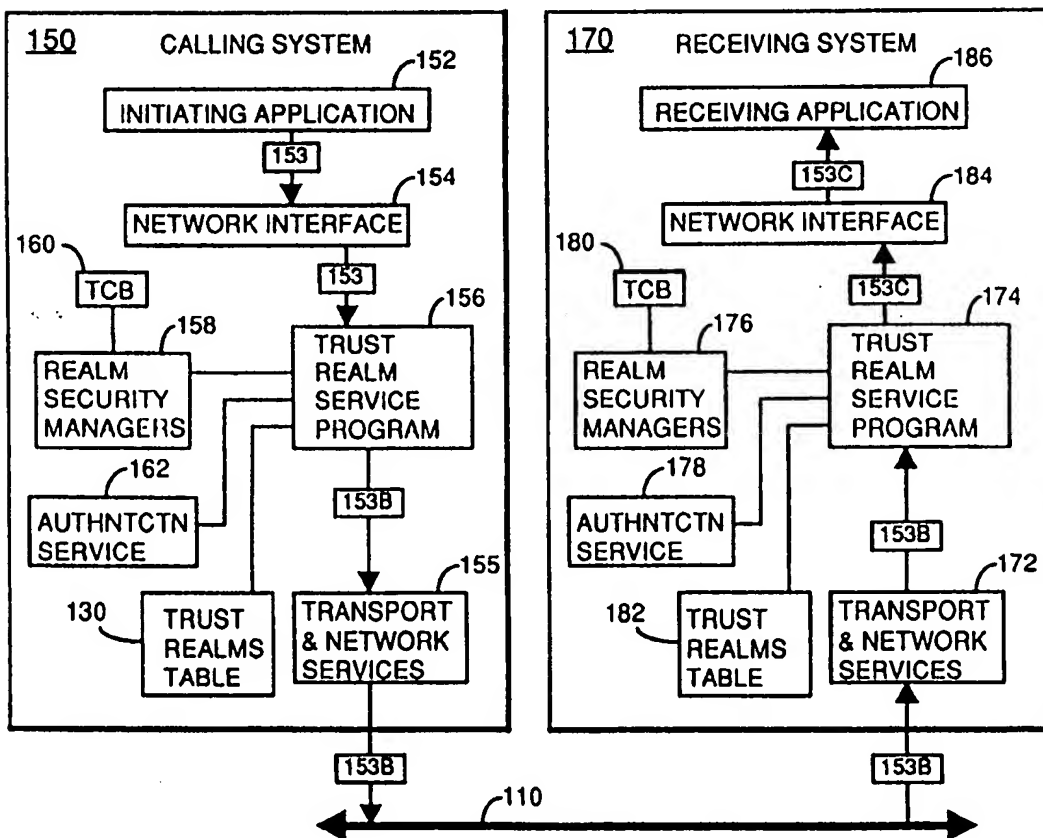 150
CALLING SYSTEM
152
INITIATING APPLICATION
153
154
NETWORK INTERFACE
160
153
TCB
156
158
REALM
SECURITY
MANAGERS
TRUST
REALM
SERVICE
PROGRAM
162
AUTHNTCTN
SERVICE
153B
155
130
TRUST
REALMS
TABLE
TRANSPORT
& NETWORK
SERVICES
153B
170
RECEIVING SYSTEM
186
RECEIVING APPLICATION
153C
184
NETWORK INTERFACE
180
153C
TCB
174
176
REALM
SECURITY
MANAGERS
TRUST
REALM
SERVICE
PROGRAM
178
AUTHNTCTN
SERVICE
153B
172
182
TRUST
REALMS
TABLE
TRANSPORT
& NETWORK
SERVICES
153B
110